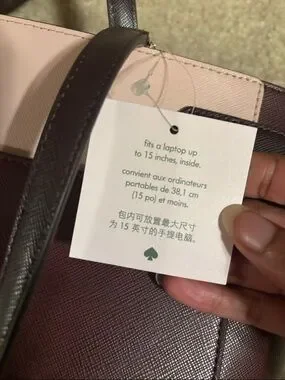 fits a laptop up
to 15 inches, inside.
convient aux ordinateurs
portables de 38,1 cm
(15 po) et moins.
包内可放置最大尺寸
为 15 英寸的手提电脑。